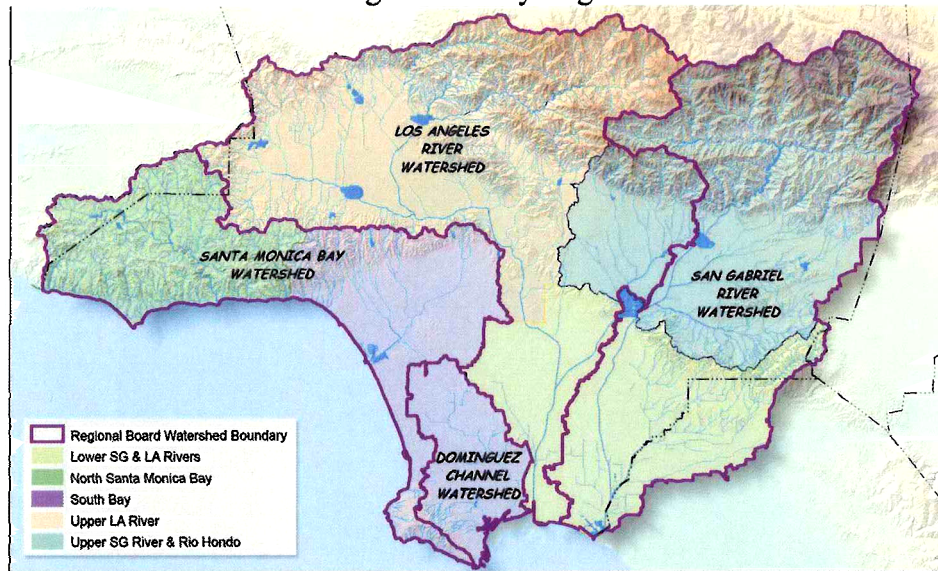 LOS ANGELES
RIVER
WATERSHED
SANTA MONICA BAY
WATERSHED
SAN GABRIEL
RIVER
WATERSHED
DOMINGUEZ
CHANNEL
WATERSHED
Regional Board Watershed Boundary
Lower SG & LA Rivers
North Santa Monica Bay
South Bay
Upper LA River
Upper SG River & Rio Hondo